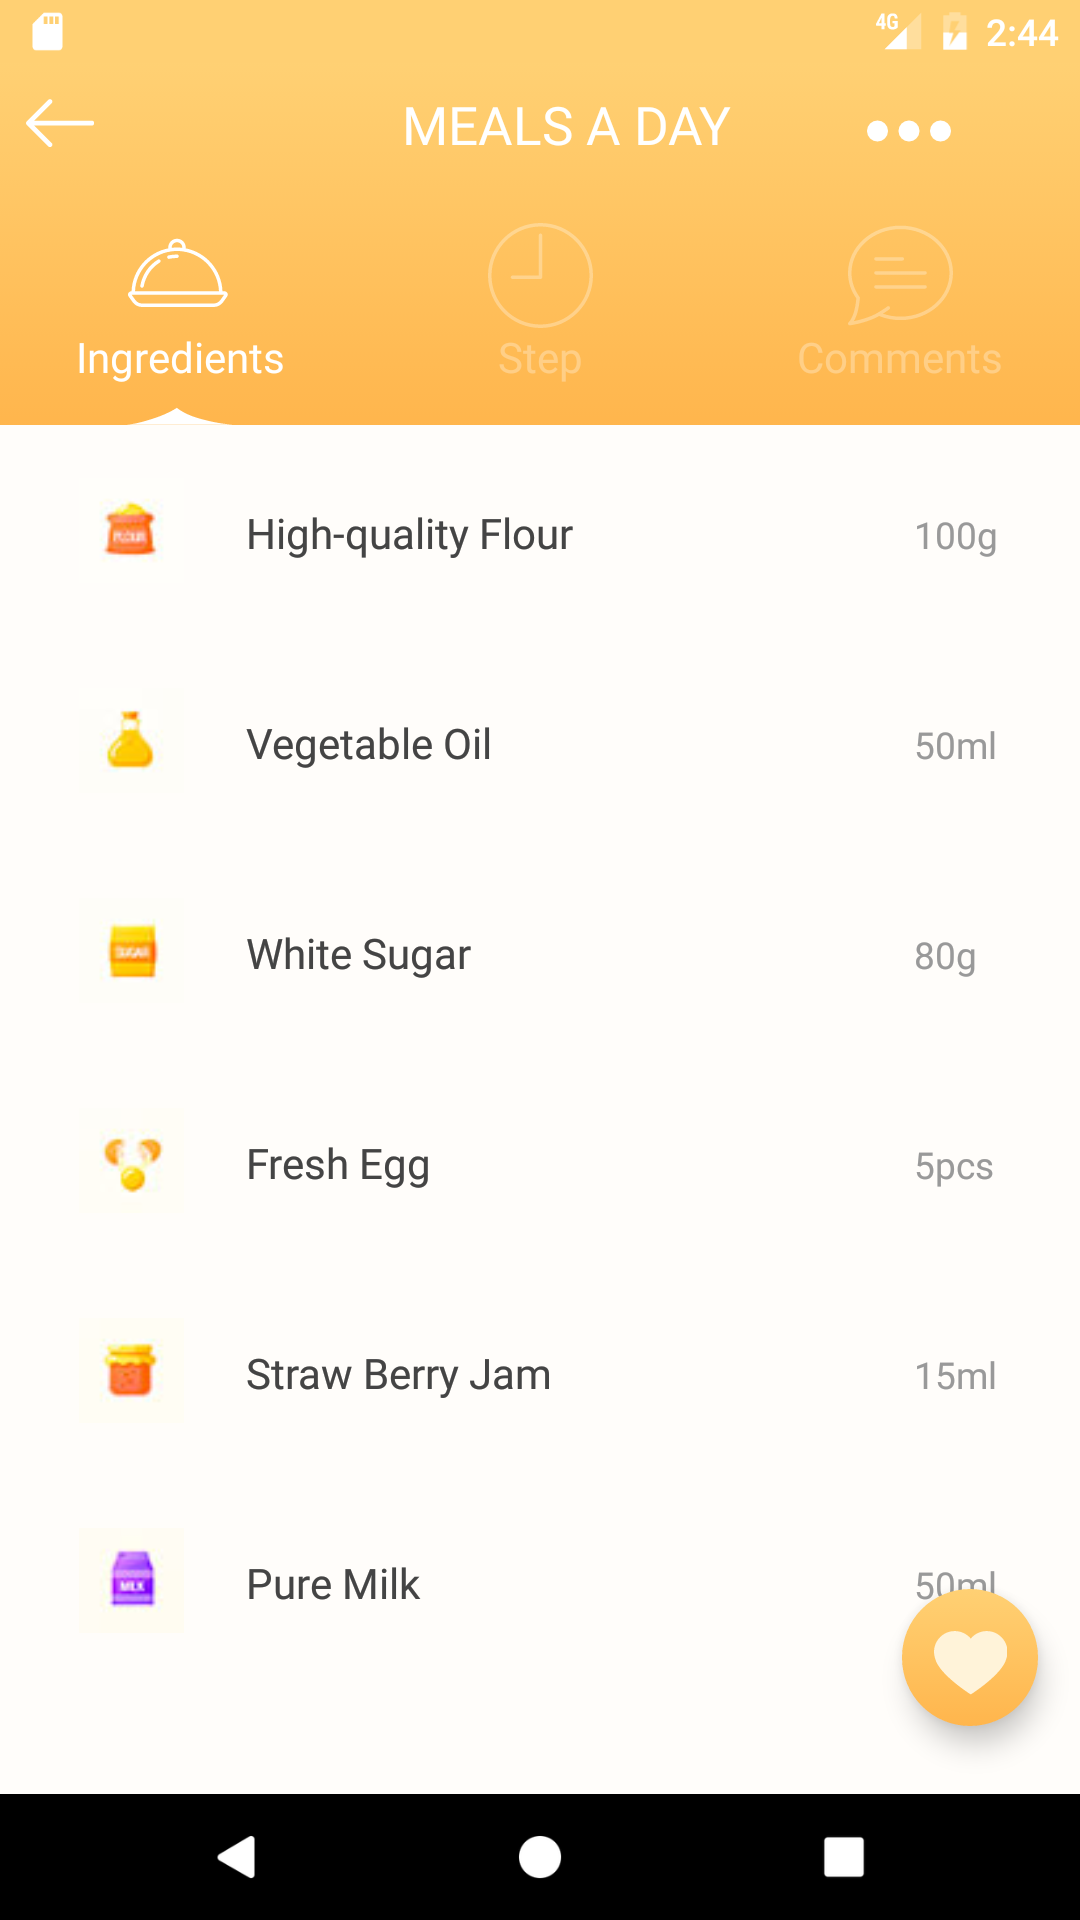 4G 2:44
MEALS A DAY
Ingredients Step Comments
FLOUR High-quality Flour 100g
Vegetable Oil 50ml
SUGAR White Sugar 80g
Fresh Egg 5pcs
Straw Berry Jam 15ml
MILK Pure Milk 50ml